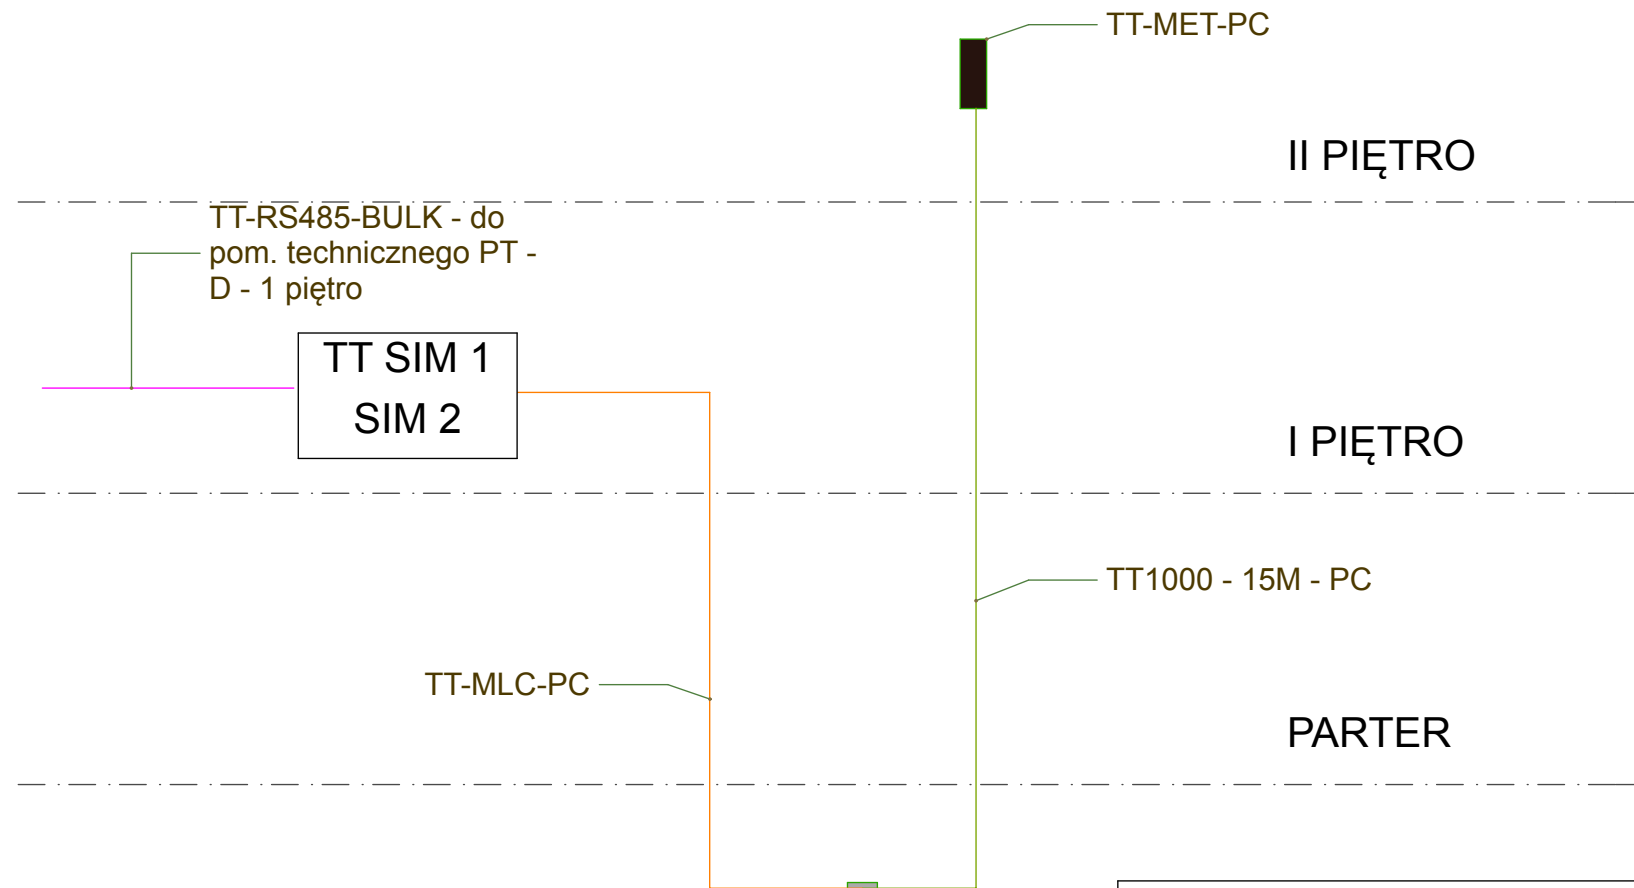 TT-MET-PC
II PIĘTRO
TT-RS485-BULK - do
pom. technicznego PT -
D - 1 piętro
TT SIM 1
SIM 2
I PIĘTRO
TT1000 - 15M - PC
TT-MLC-PC
PARTER